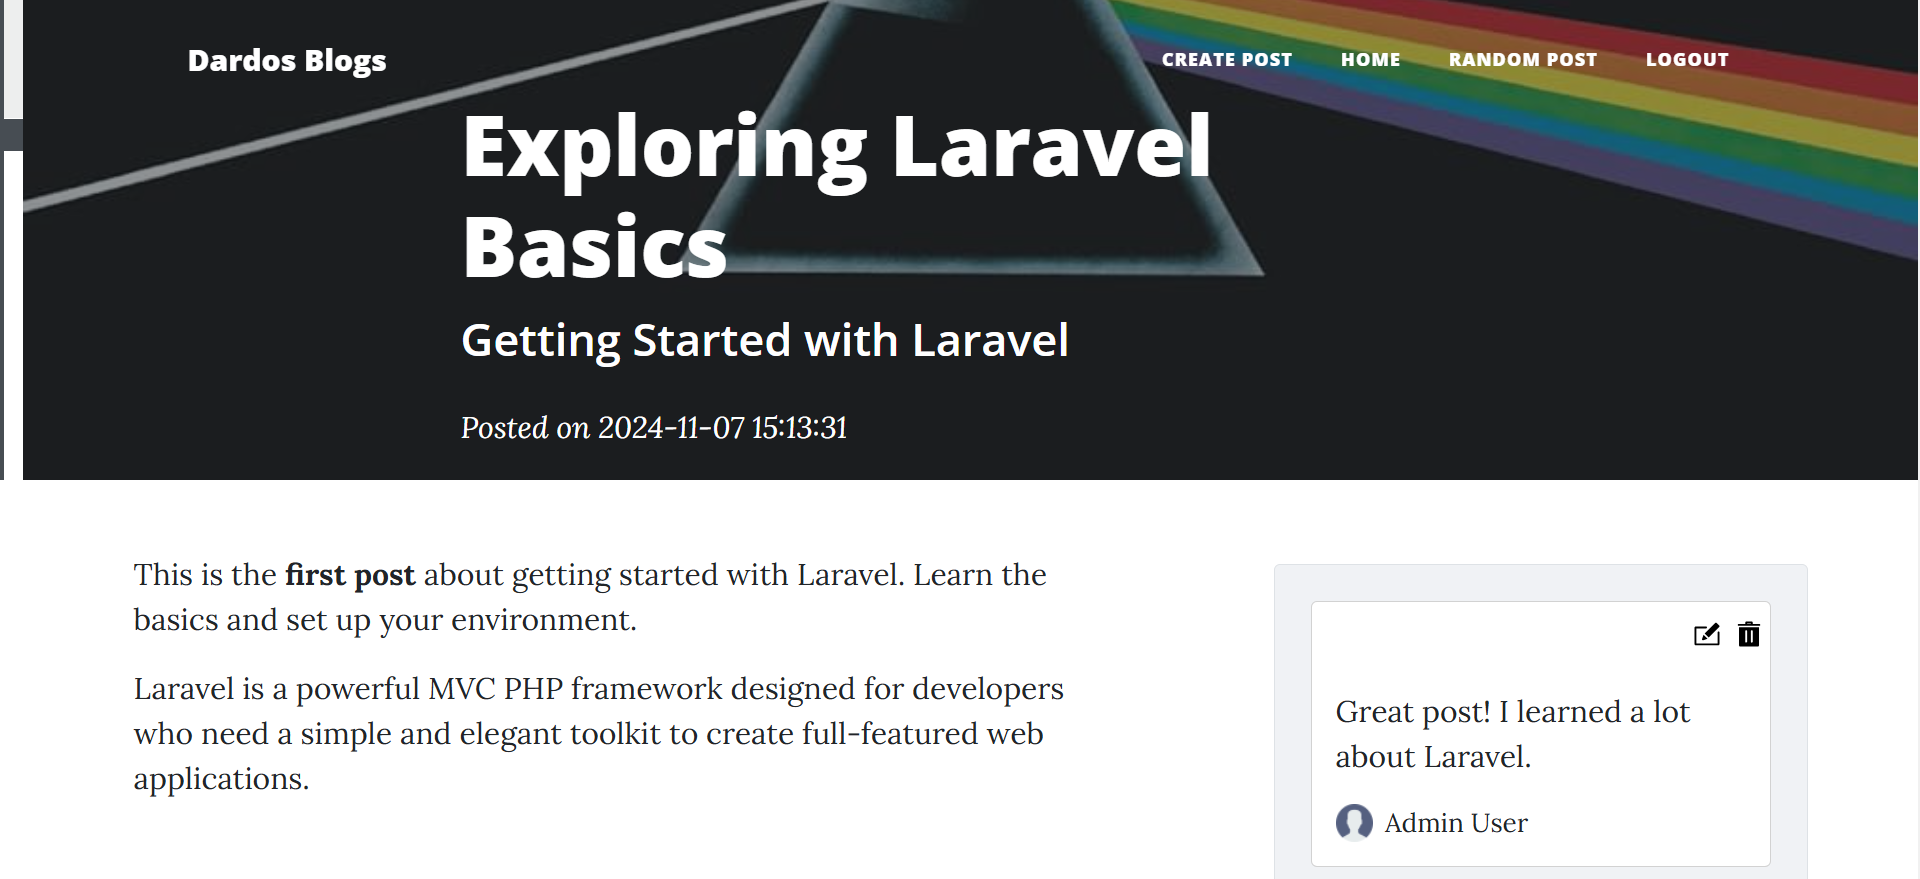 Dardos Blogs
CREATE POST HOME RANDOM POST LOGOUT
Exploring Laravel
Basics
Getting Started with Laravel
Posted on 2024-11-07 15:13:31
This is the first post about getting started with Laravel. Learn the
basics and set up your environment.
Laravel is a powerful MVC PHP framework designed for developers
who need a simple and elegant toolkit to create full-featured web
applications.
Great post! I learned a lot
about Laravel.
Admin User